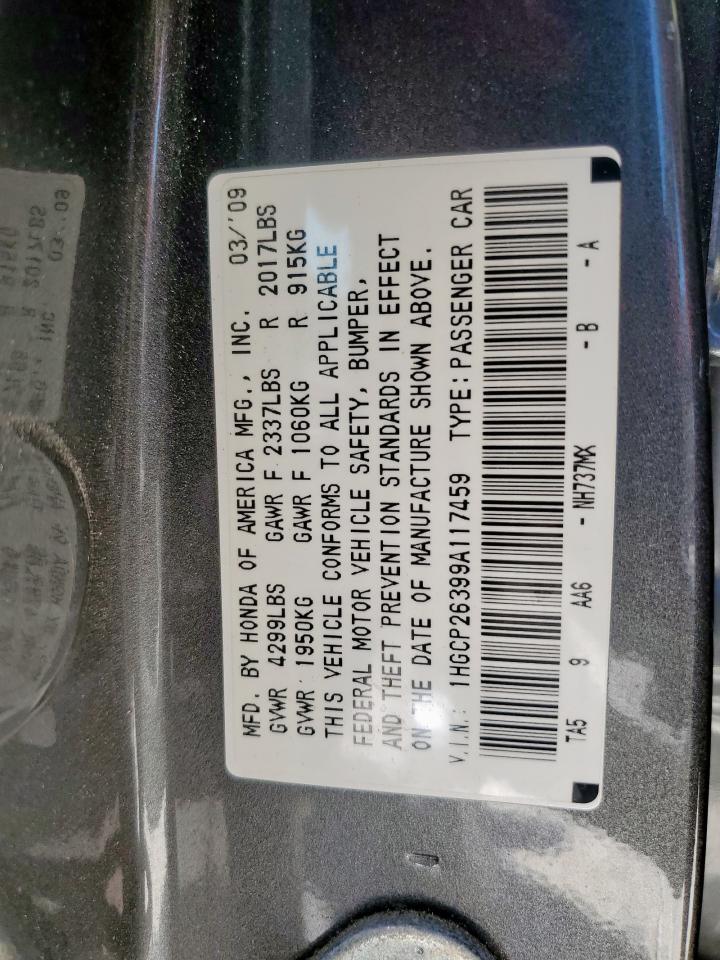 MFD. BY HONDA OF AMERICA MFG., INC. 03/'09
GVWR 4299LBS GAWR F 2337LBS R 2017LBS
GVWR 1950KG GAWR F 1060KG R 915KG
THIS VEHICLE CONFORMS TO ALL APPLICABLE
FEDERAL MOTOR VEHICLE SAFETY, BUMPER,
AND THEFT PREVENTION STANDARDS IN EFFECT
ON THE DATE OF MANUFACTURE SHOWN ABOVE.
V.I.N.: 1HGCP26399A117459 TYPE: PASSENGER CAR
TA5 9 AA6 - NH737MX - B - A